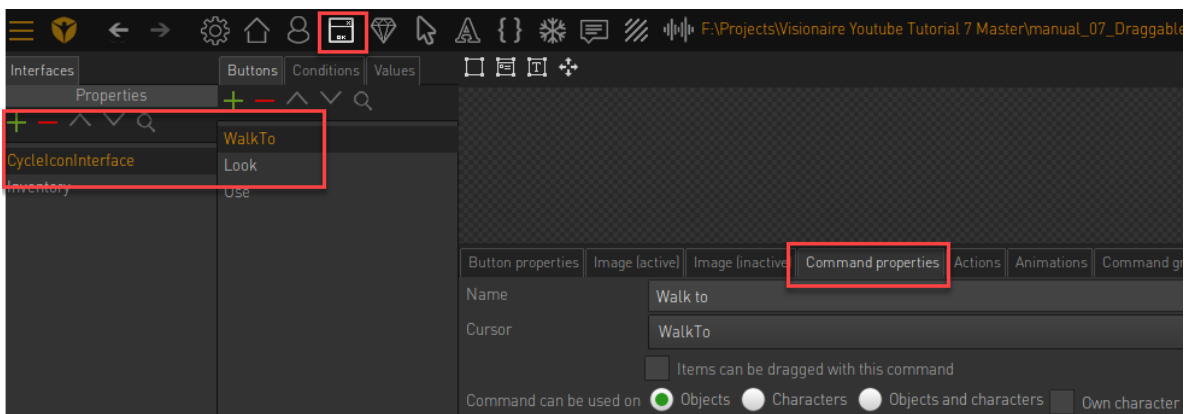 F:\Projects\Visionaire Youtube Tutorial 7 Master\manual_07_Draggable
Interfaces
Properties
CycleIconInterface
Inventory
Buttons Conditions Values
WalkTo
Look
Use
Button properties Image (active) Image (inactive Command properties Actions Animations Command gr
Name Walk to
Cursor WalkTo
Items can be dragged with this command
Command can be used on Objects Characters Objects and characters Own character